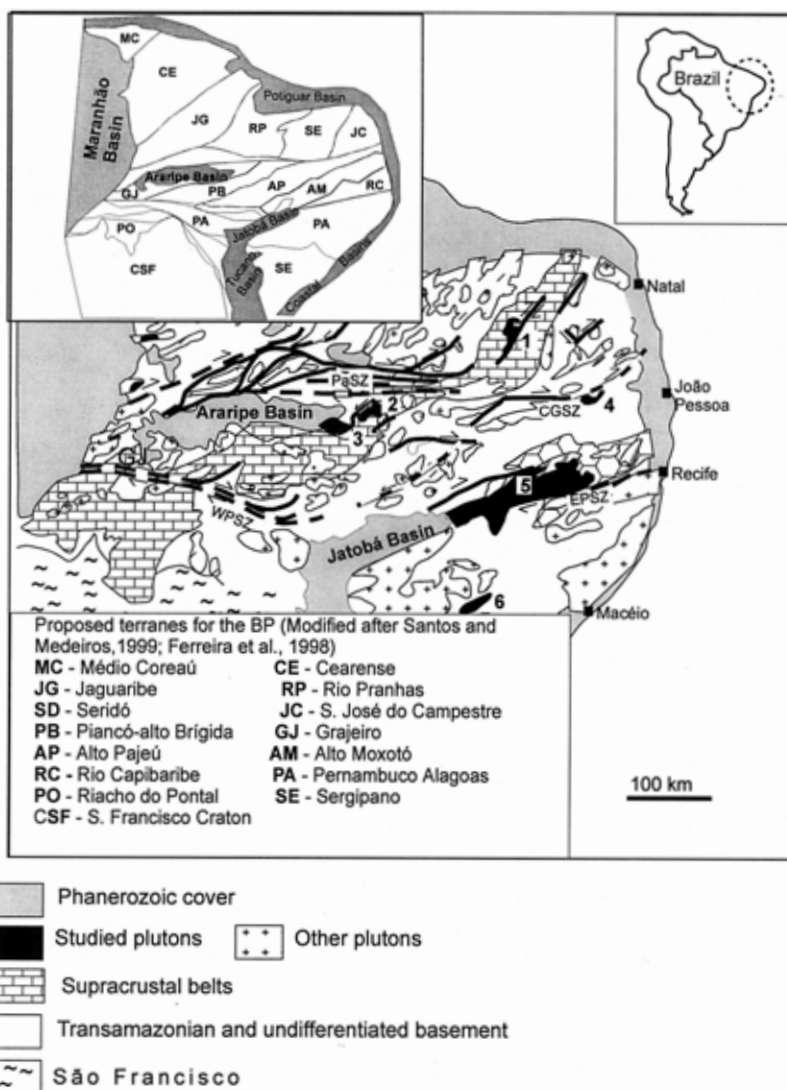 MC
CE
Maranhão
Basin
Potiguar Basin
JG
RP
SE
JC
Araripe Basin
GJ
PB
AP
AM
RC
PA
Jatobá Basin
PA
PO
CSF
Tucano
Basin
SE
Coastal
Basins
Brazil
Natal
1
PaSZ
João
Pessoa
Araripe Basin
2
CGSZ
4
3
GJ
5
Recife
EPSZ
WPSZ
Jatobá Basin
6
Macéio
Proposed terranes for the BP (Modified after Santos and
Medeiros,1999; Ferreira et al., 1998)
MC - Médio Coreaú
CE - Cearense
JG - Jaguaribe
RP - Rio Pranhas
SD - Seridó
JC - S. José do Campestre
PB - Piancó-alto Brígida
GJ - Grajeiro
AP - Alto Pajeú
AM - Alto Moxotó
RC - Rio Capibaribe
PA - Pernambuco Alagoas
PO - Riacho do Pontal
SE - Sergipano
CSF - S. Francisco Craton
100 km
Phanerozoic cover
Studied plutons
Other plutons
Supracrustal belts
Transamazonian and undifferentiated basement
São Francisco